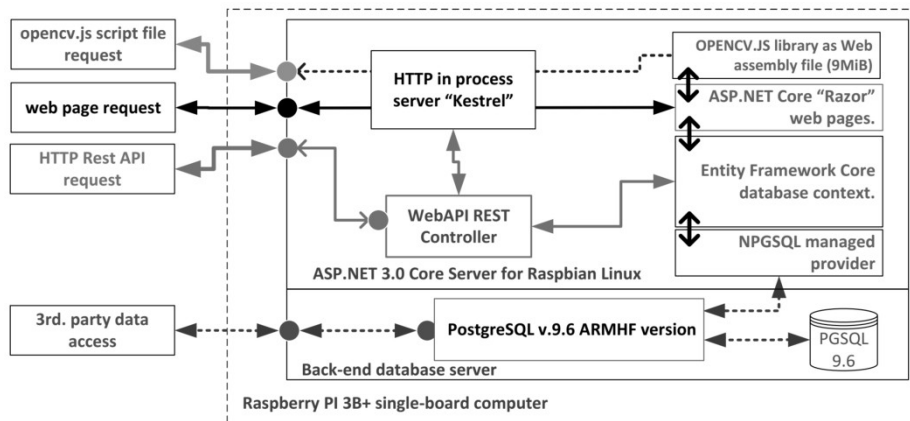 opencv.js script file
request
web page request
HTTP Rest API
request
3rd. party data
access
HTTP in process
server “Kestrel”
OPENCV.JS library as Web
assembly file (9MiB)
ASP.NET Core “Razor”
web pages.
Entity Framework Core
database context.
WebAPI REST
Controller
NPGSQL managed
provider
ASP.NET 3.0 Core Server for Raspbian Linux
PostgreSQL v.9.6 ARMHF version
PGSQL
9.6
Back-end database server
Raspberry PI 3B+ single-board computer